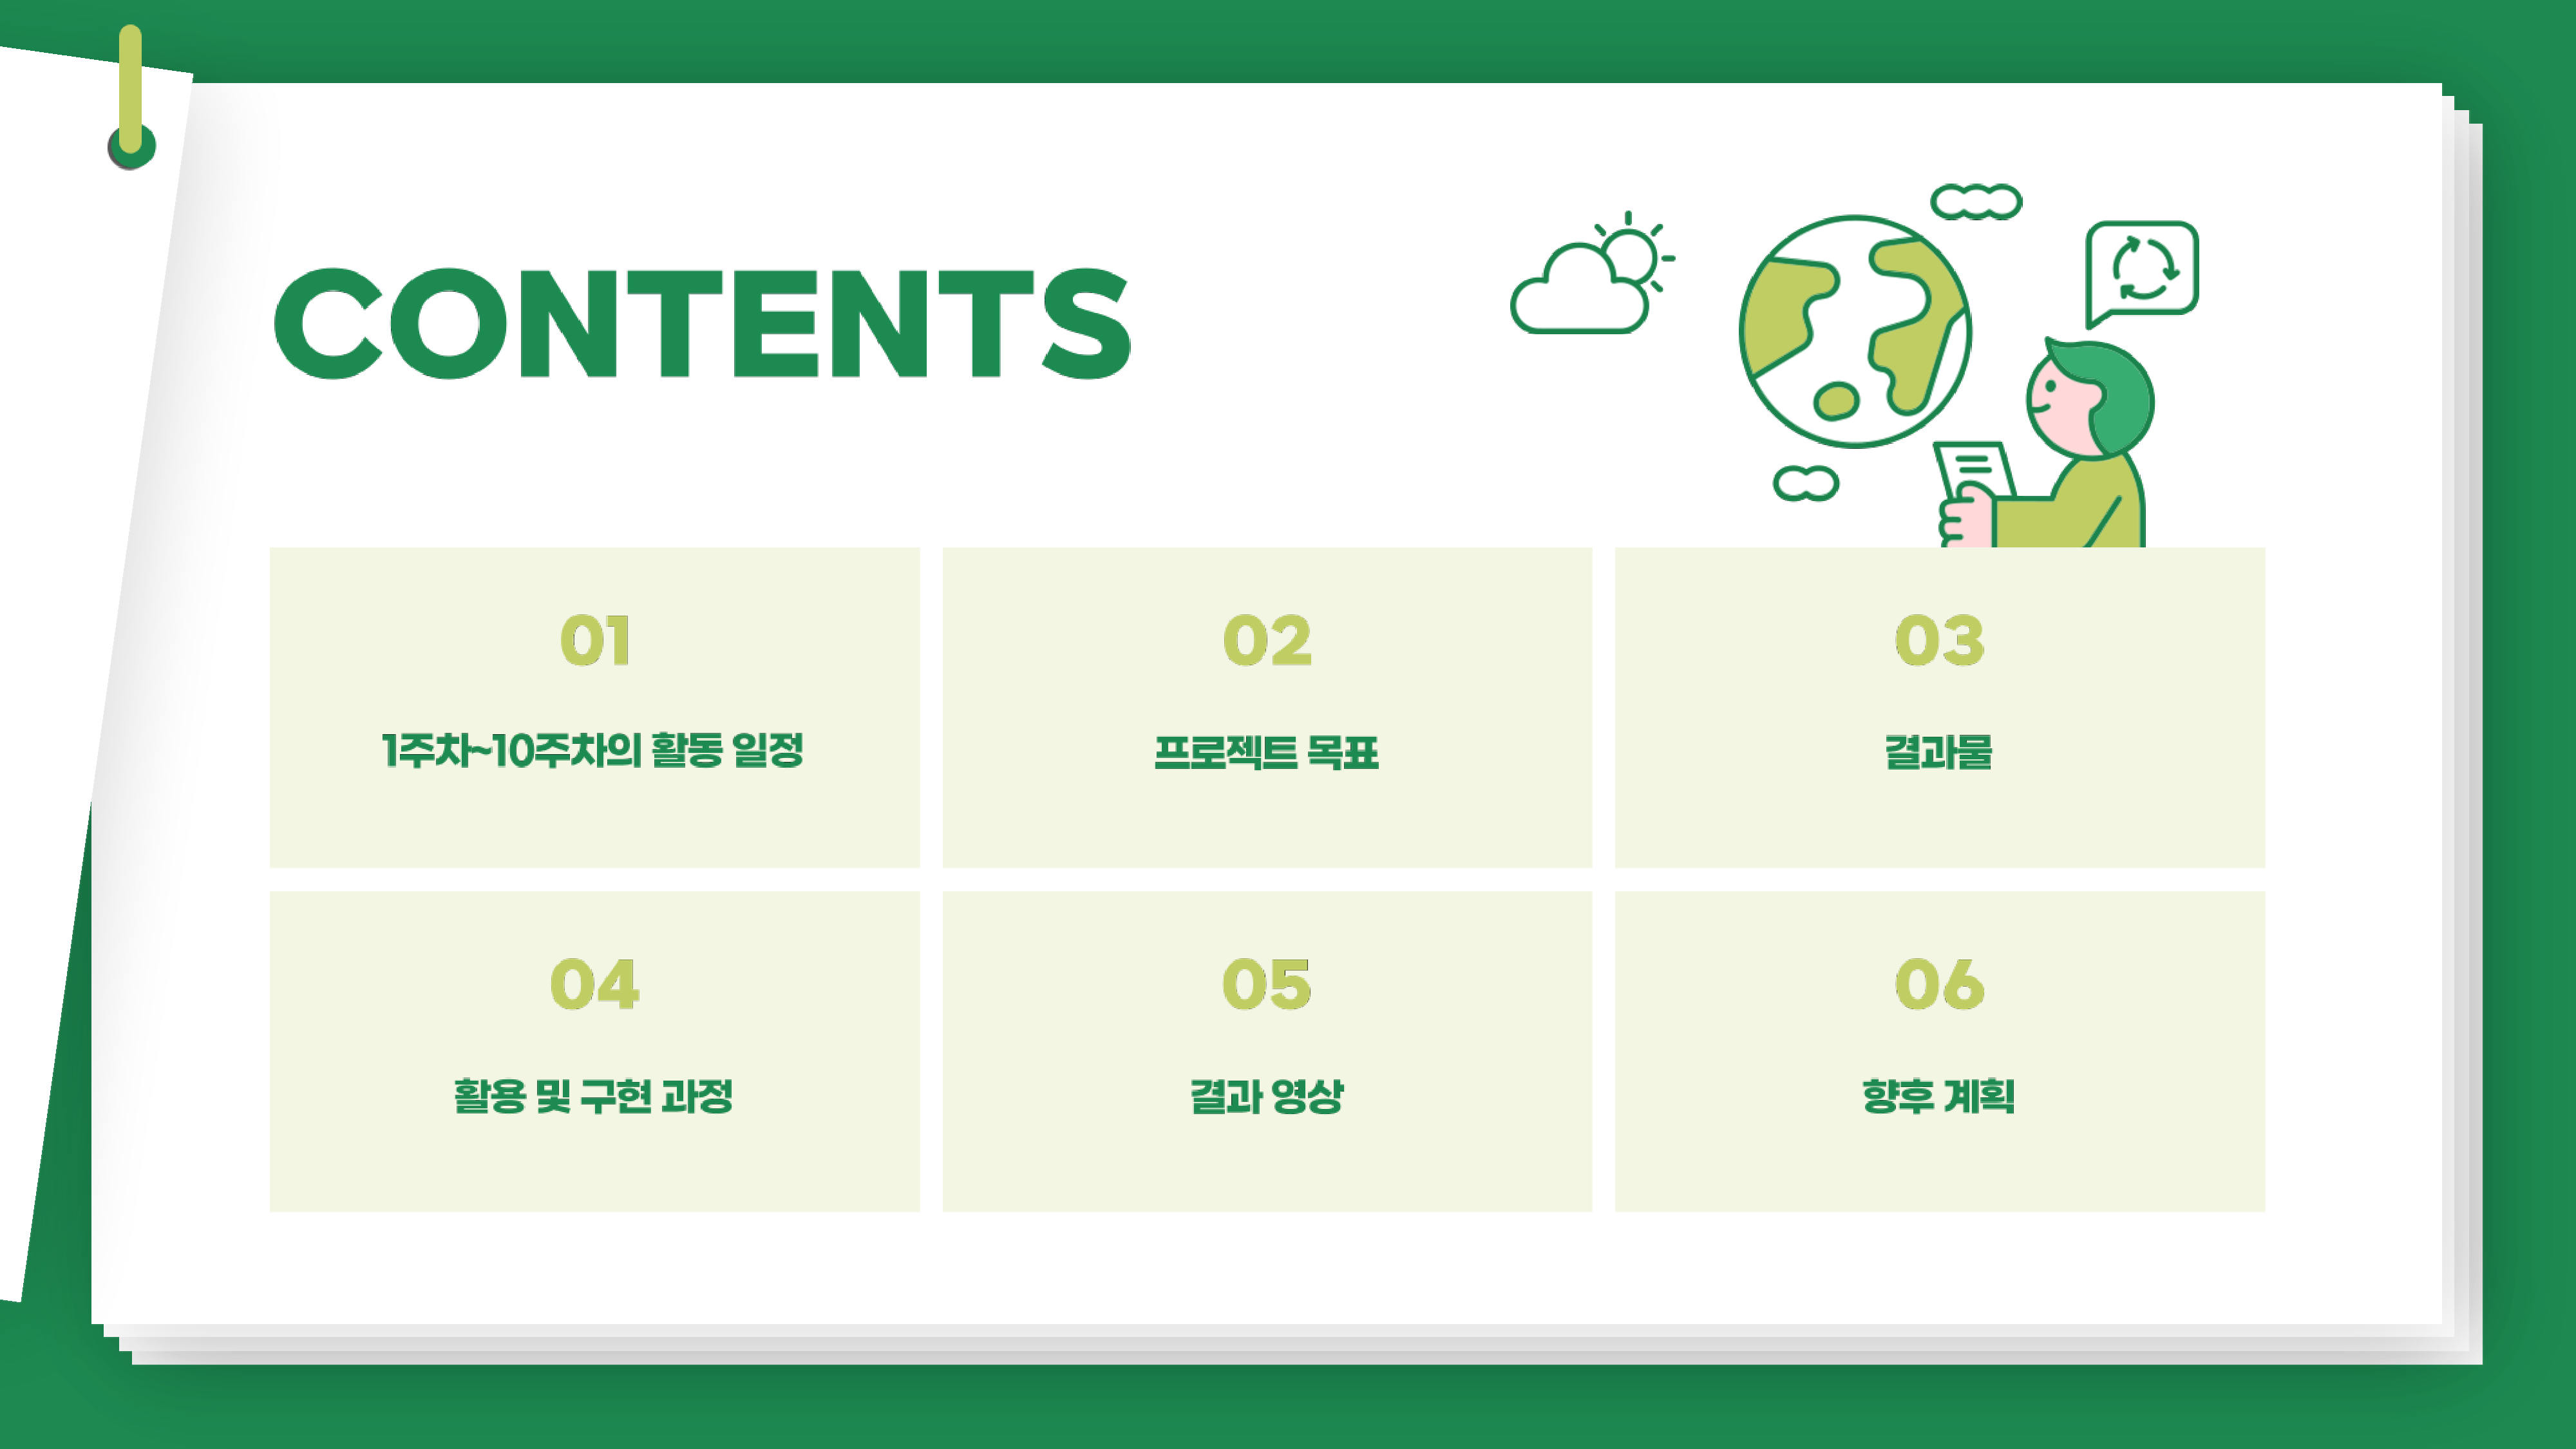 CONTENTS
01
1주차~10주차의 활동 일정
02
프로젝트 목표
03
결과물
04
활용 및 구현 과정
05
결과 영상
06
향후 계획